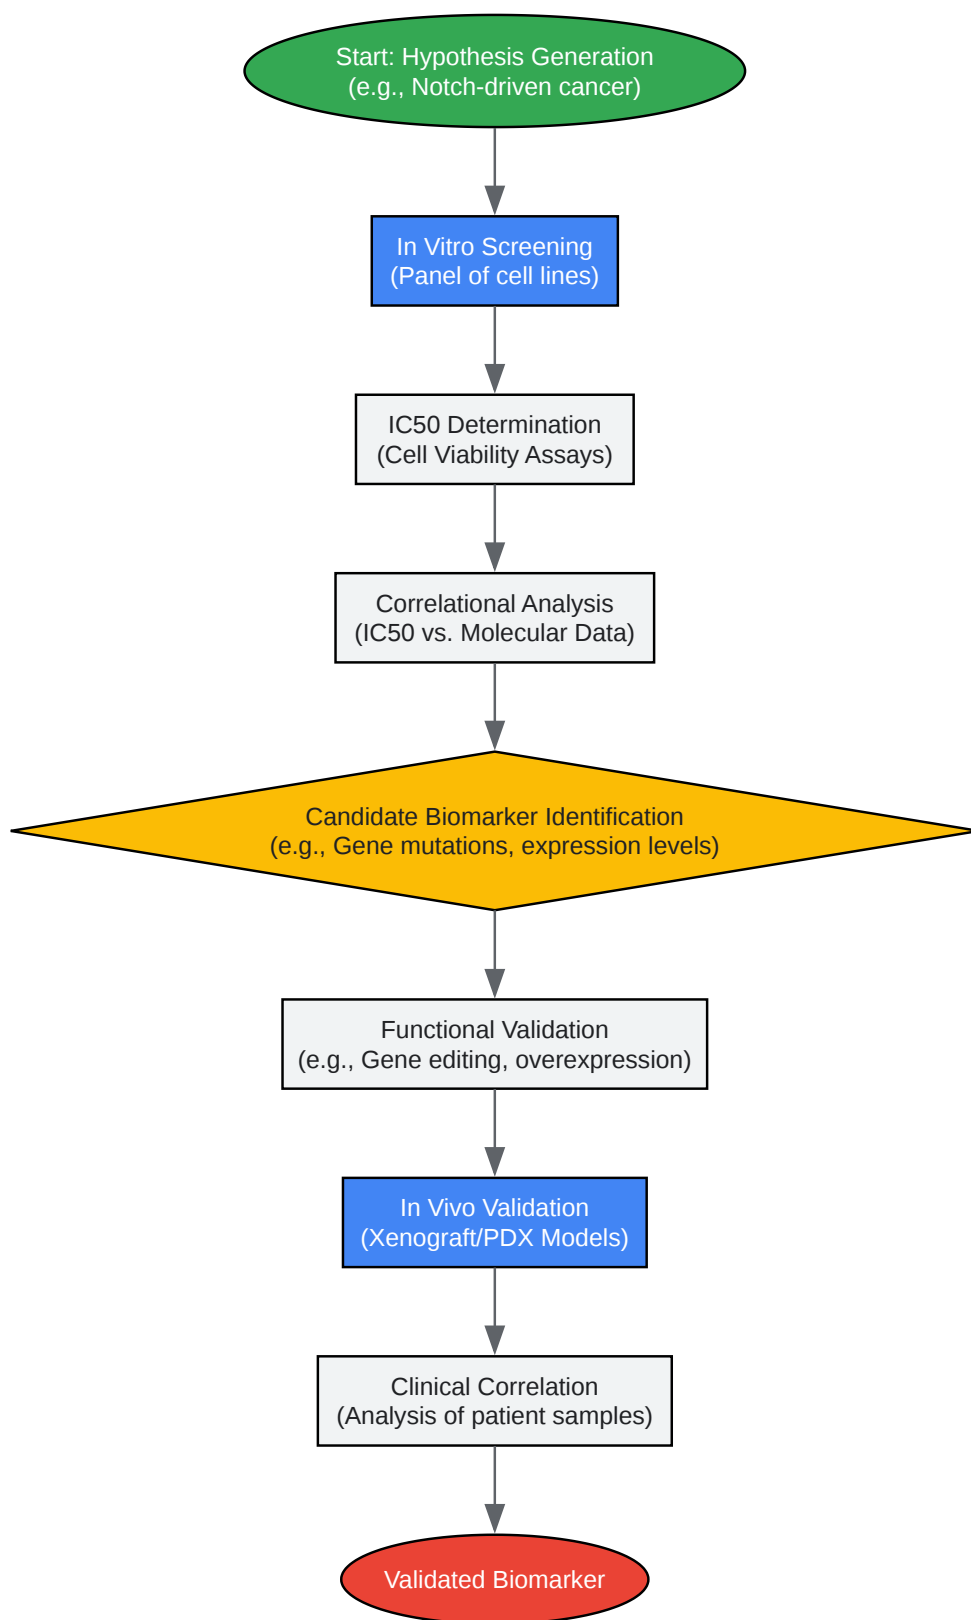 Start: Hypothesis Generation
(e.g., Notch-driven cancer)
In Vitro Screening
(Panel of cell lines)
IC50 Determination
(Cell Viability Assays)
Correlational Analysis
(IC50 vs. Molecular Data)
Candidate Biomarker Identification
(e.g., Gene mutations, expression levels)
Functional Validation
(e.g., Gene editing, overexpression)
In Vivo Validation
(Xenograft/PDX Models)
Clinical Correlation
(Analysis of patient samples)
Validated Biomarker